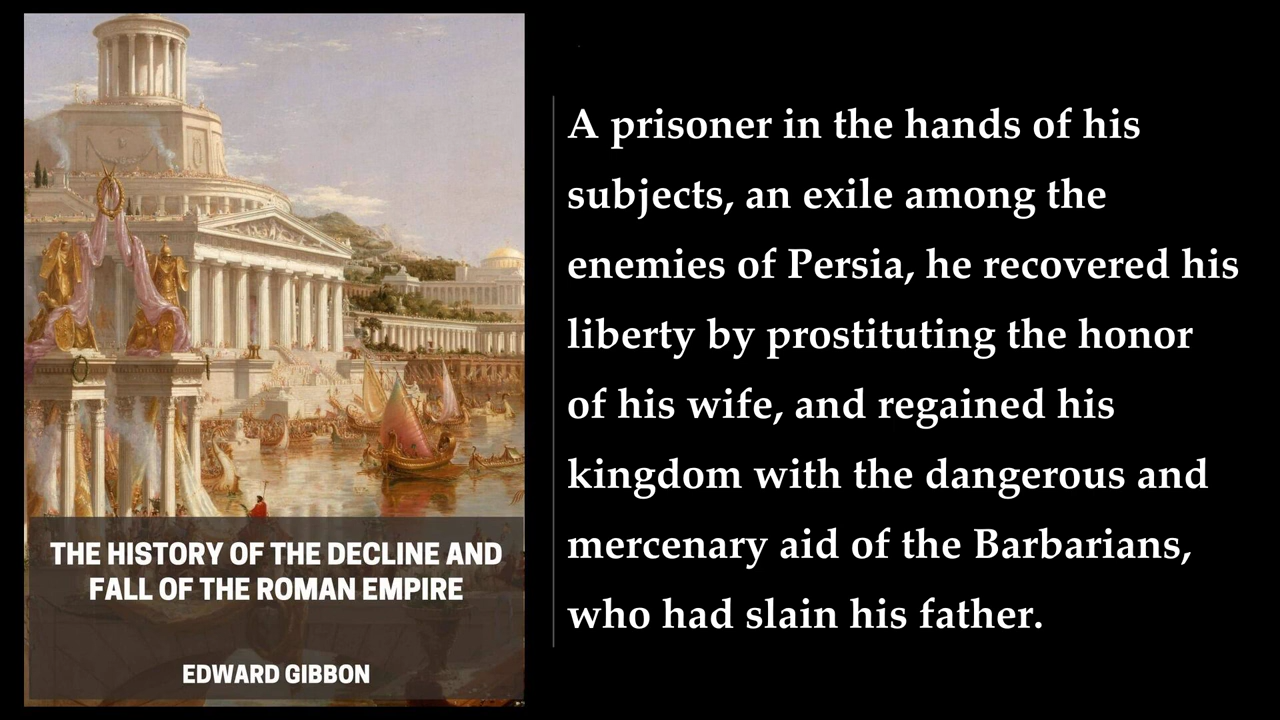 THE HISTORY OF THE DECLINE AND
FALL OF THE ROMAN EMPIRE
EDWARD GIBBON
A prisoner in the hands of his
subjects, an exile among the
enemies of Persia, he recovered his
liberty by prostituting the honor
of his wife, and regained his
kingdom with the dangerous and
mercenary aid of the Barbarians,
who had slain his father.